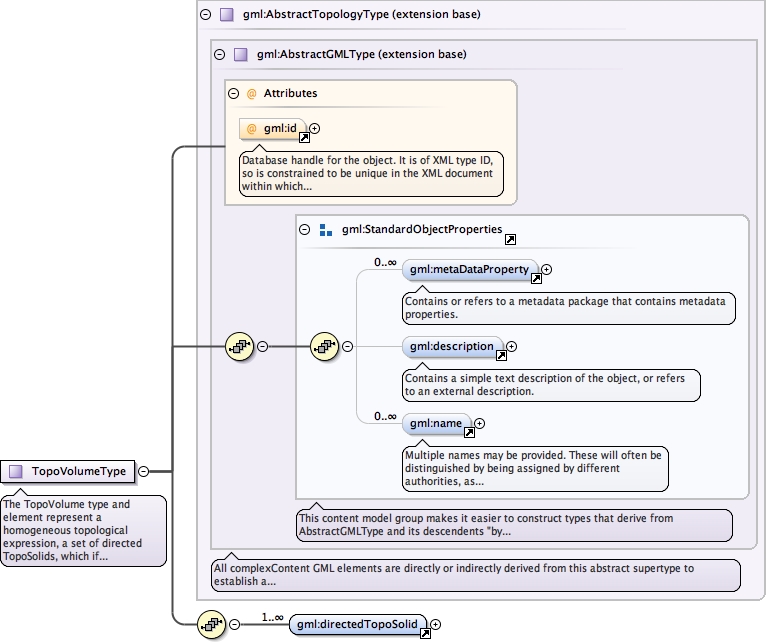 gml:AbstractTopologyType (extension base)
gml:AbstractGMLType (extension base)
@ Attributes
@ gml:id
Database handle for the object. It is of XML type ID,
so is constrained to be unique in the XML document
within which...
gml:StandardObjectProperties
0..∞
gml:metaDataProperty
Contains or refers to a metadata package that contains metadata
properties.
gml:description
Contains a simple text description of the object, or refers
to an external description.
0..∞
gml:name
Multiple names may be provided. These will often be
distinguished by being assigned by different
authorities, as...
This content model group makes it easier to construct types that derive from
AbstractGMLType and its descendents "by...
All complexContent GML elements are directly or indirectly derived from this abstract supertype to
establish a...
TopoVolumeType
The TopoVolume type and
element represent a
homogeneous topological
expression, a set of directed
TopoSolids, which if...
1..∞
gml:directedTopoSolid